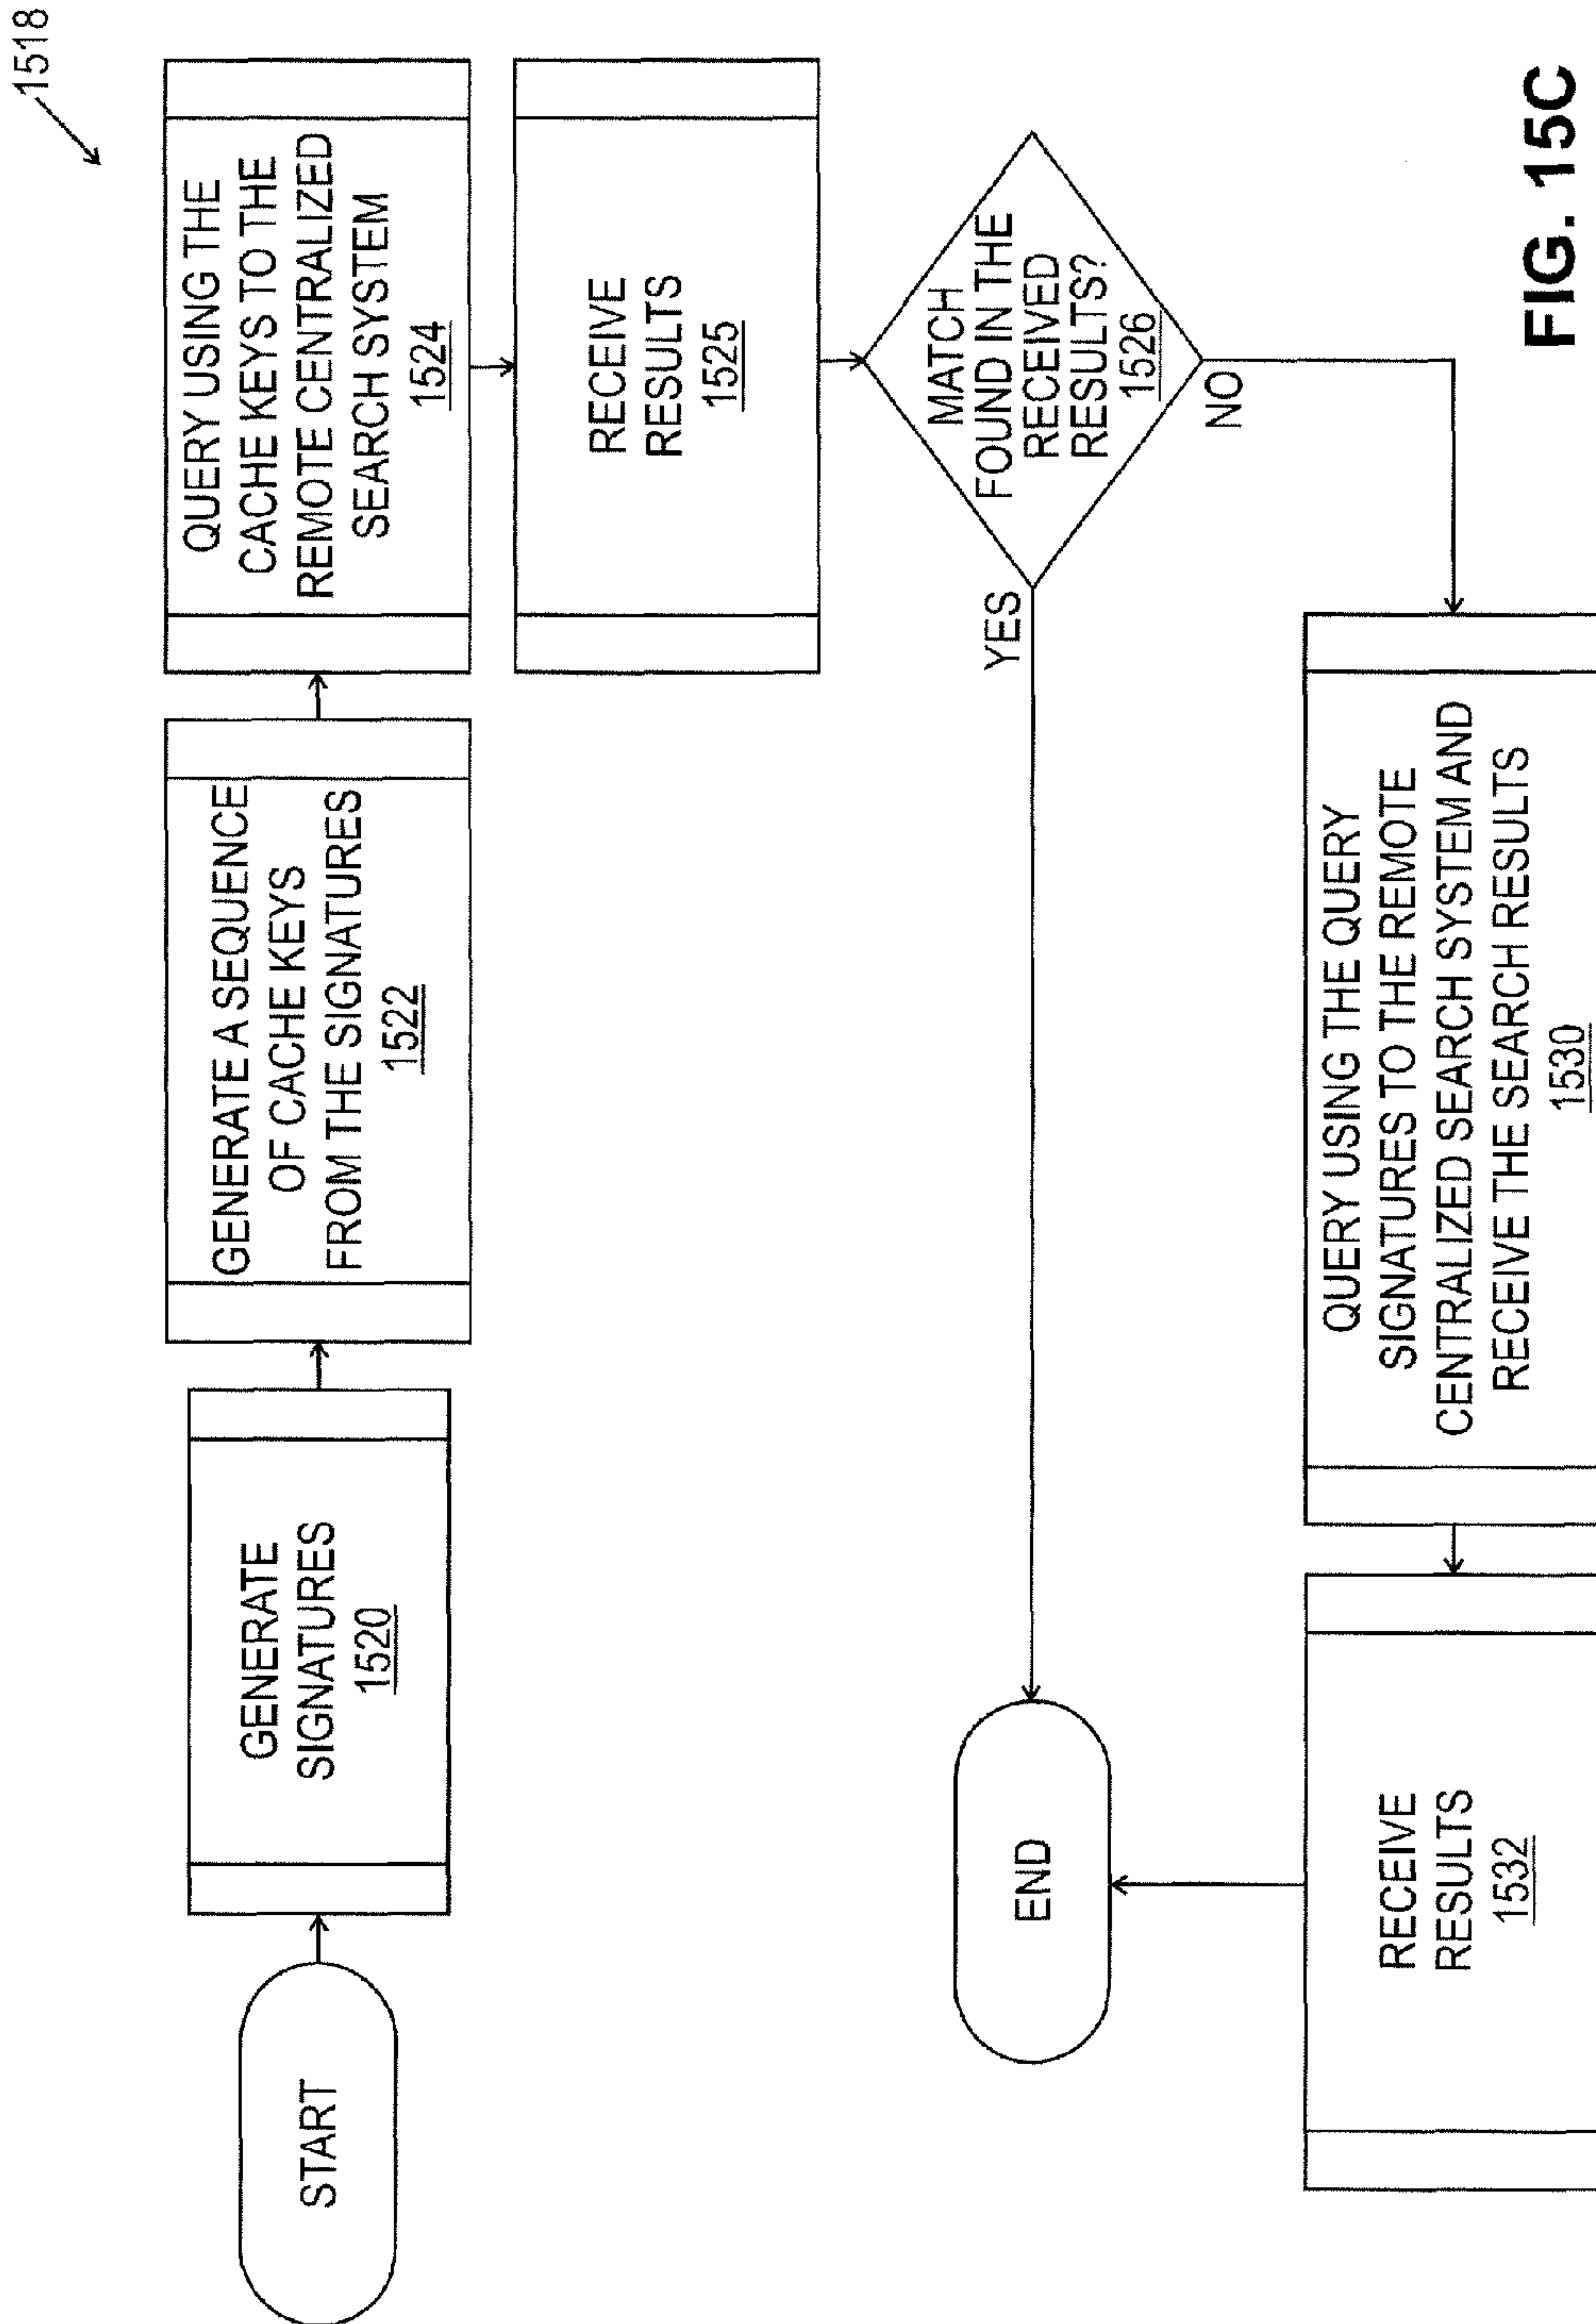 1518
START
GENERATE
SIGNATURES
1520
GENERATE A SEQUENCE
OF CACHE KEYS
FROM THE SIGNATURES
1522
QUERY USING THE
CACHE KEYS TO THE
REMOTE CENTRALIZED
SEARCH SYSTEM
1524
RECEIVE
RESULTS
1525
MATCH
FOUND IN THE
RECEIVED
RESULTS?
1526
YES
NO
END
QUERY USING THE QUERY
SIGNATURES TO THE REMOTE
CENTRALIZED SEARCH SYSTEM AND
RECEIVE THE SEARCH RESULTS
1530
RECEIVE
RESULTS
1532
FIG. 15C